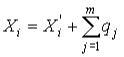 $X_i = X_i^{'} + \sum_{j=1}^{m} q_j$